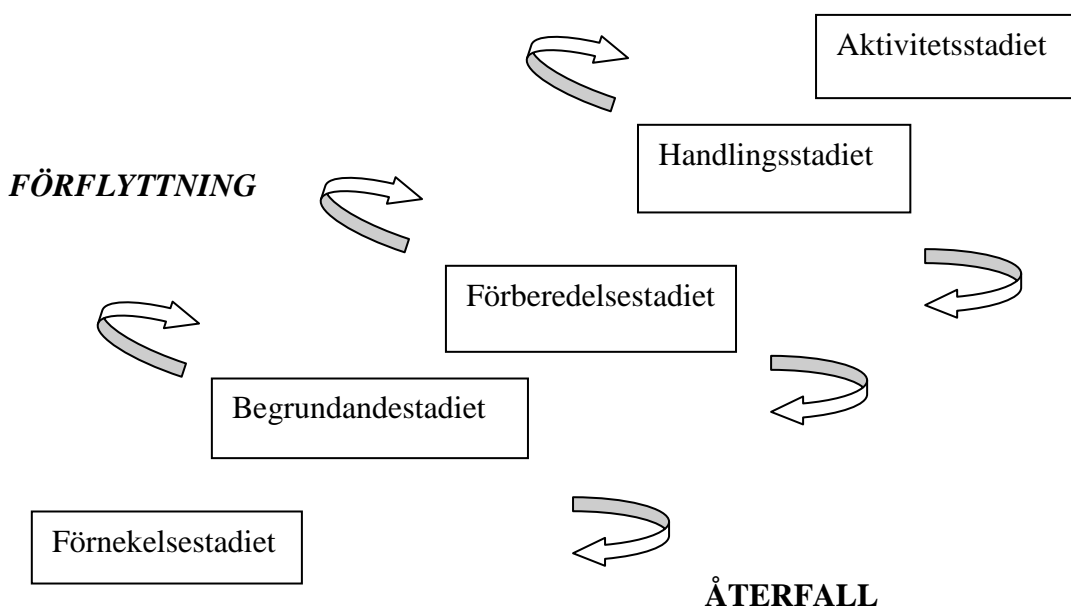 Aktivitetsstadiet
Handlingsstadiet
FÖRFLYTTNING
Förberedelsestadiet
Begrundandestadiet
Förnekelsestadiet
ÅTERFALL